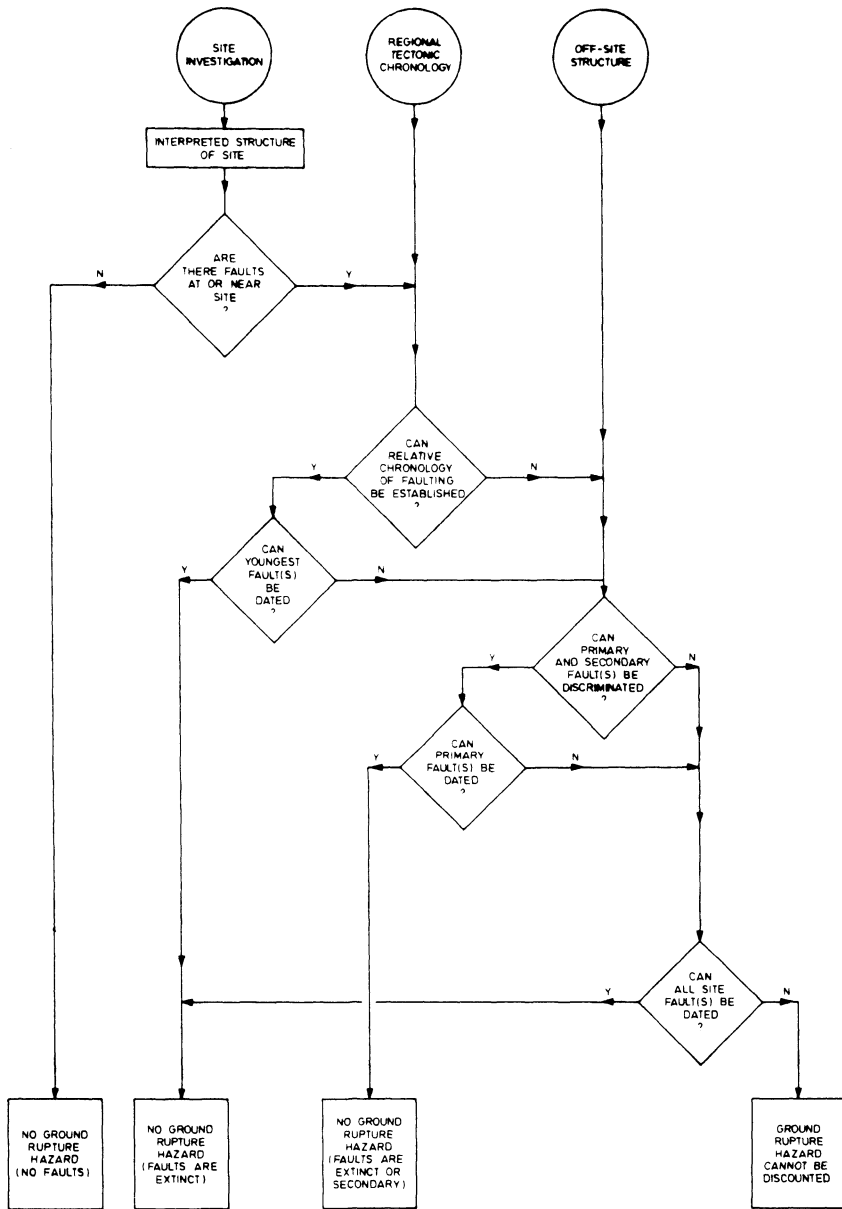 SITE
INVESTIGATION
REGIONAL
TECTONIC
CHRONOLOGY
OFF-SITE
STRUCTURE
INTERPRETED STRUCTURE
OF SITE
ARE
THERE FAULTS
AT OR NEAR
SITE
?
N
Y
CAN
RELATIVE
CHRONOLOGY
OF FAULTING
BE ESTABLISHED
?
Y
N
CAN
YOUNGEST
FAULT(S)
BE
DATED
?
Y
N
CAN
PRIMARY
AND SECONDARY
FAULT(S) BE
DISCRIMINATED
?
Y
N
CAN
PRIMARY
FAULT(S) BE
DATED
?
Y
N
CAN
ALL SITE
FAULT(S) BE
DATED
?
Y
N
NO GROUND
RUPTURE
HAZARD
(NO FAULTS)
NO GROUND
RUPTURE
HAZARD
(FAULTS ARE
EXTINCT)
NO GROUND
RUPTURE
HAZARD
(FAULTS ARE
EXTINCT OR
SECONDARY)
GROUND
RUPTURE
HAZARD
CANNOT BE
DISCOUNTED